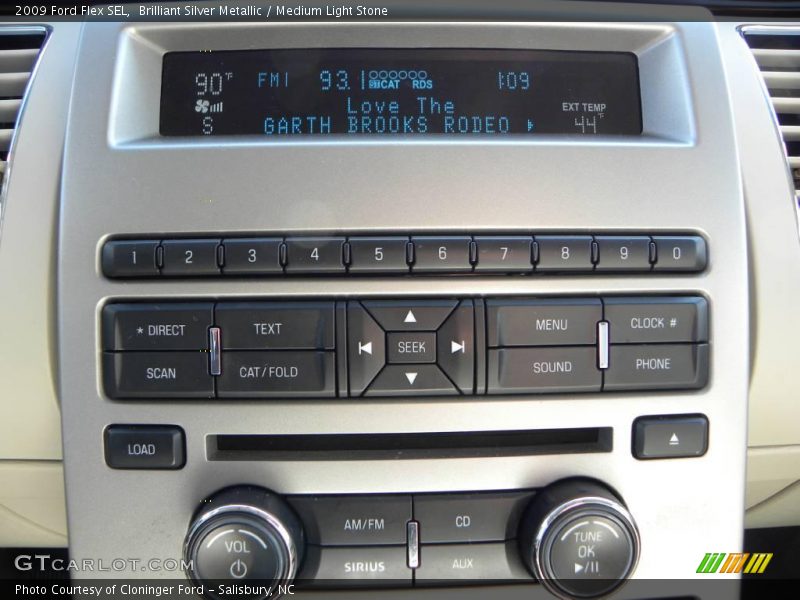 2009 Ford Flex SEL, Brilliant Silver Metallic / Medium Light Stone
90°F FM1 93.1 CAT RDS 1:09
Love The
EXT TEMP
S GARTH BROOKS RODEO 44°F
1 2 3 4 5 6 7 8 9 0
* DIRECT TEXT MENU CLOCK #
SEEK
SCAN CAT/FOLD SOUND PHONE
LOAD
AM/FM CD
VOL TUNE
OK
SIRIUS AUX
GTCARLOT.COM
Photo Courtesy of Cloninger Ford - Salisbury, NC